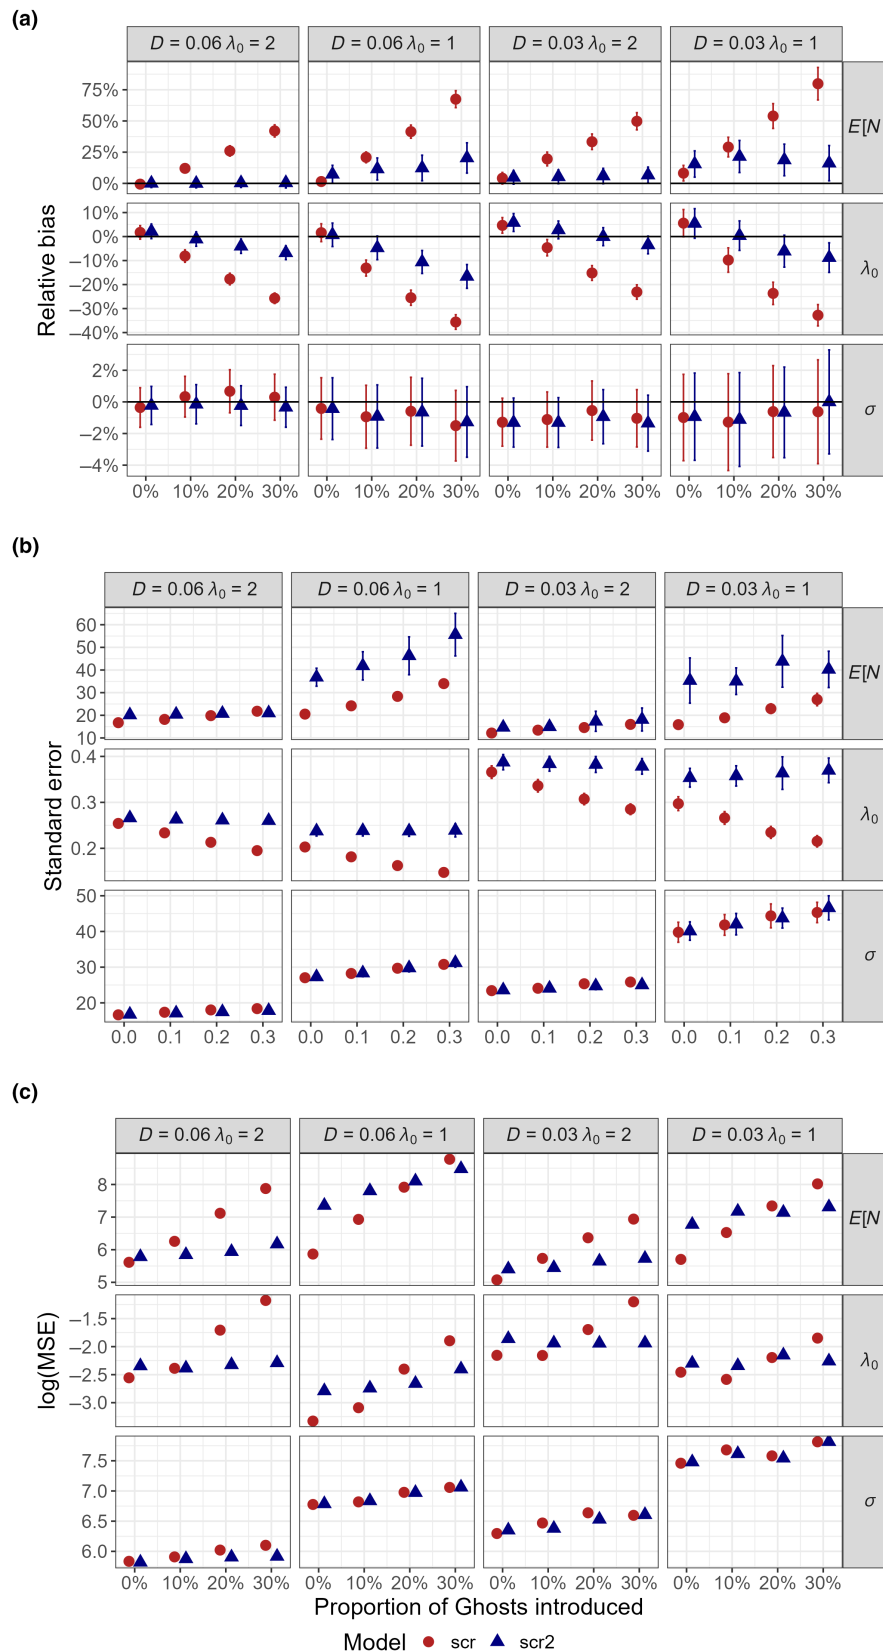 (a)
D = 0.06 λ0 = 2 D = 0.06 λ0 = 1 D = 0.03 λ0 = 2 D = 0.03 λ0 = 1
75%
50%
25%
0%
E[N
10%
0%
−10%
−20%
−30%
−40%
λ0
2%
0%
−2%
−4%
σ
Relative bias
0% 10% 20% 30% 0% 10% 20% 30% 0% 10% 20% 30% 0% 10% 20% 30%
(b)
D = 0.06 λ0 = 2 D = 0.06 λ0 = 1 D = 0.03 λ0 = 2 D = 0.03 λ0 = 1
60
50
40
30
20
10
E[N
0.4
0.3
0.2
λ0
50
40
30
20
σ
Standard error
0.0 0.1 0.2 0.3 0.0 0.1 0.2 0.3 0.0 0.1 0.2 0.3 0.0 0.1 0.2 0.3
(c)
D = 0.06 λ0 = 2 D = 0.06 λ0 = 1 D = 0.03 λ0 = 2 D = 0.03 λ0 = 1
8
7
6
5
E[N
−1.5
−2.0
−2.5
−3.0
λ0
7.5
7.0
6.5
6.0
σ
log(MSE)
0% 10% 20% 30% 0% 10% 20% 30% 0% 10% 20% 30% 0% 10% 20% 30%
Proportion of Ghosts introduced
Model scr scr2